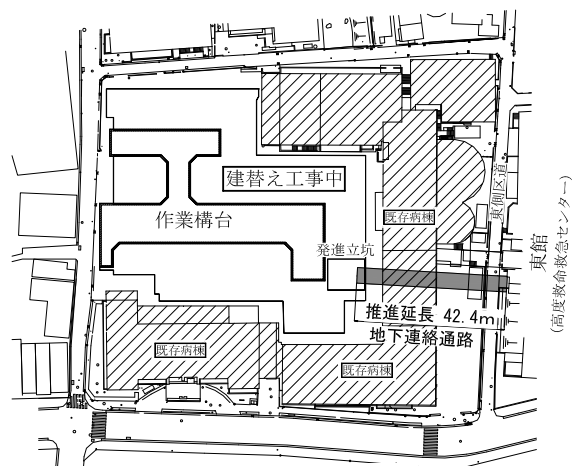 建替え工事中
作業構台
既存病棟
東側区道
東館
(高度救命救急センター)
発進立坑
推進延長 42.4m
地下連絡通路
既存病棟
既存病棟